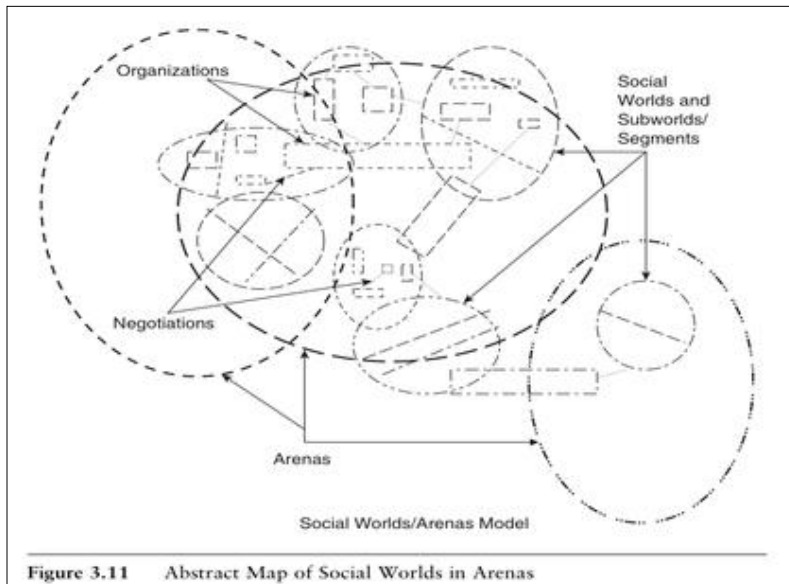 Organizations
Social
Worlds and
Subworlds/
Segments
Negotiations
Arenas
Social Worlds/Arenas Model
Figure 3.11 Abstract Map of Social Worlds in Arenas